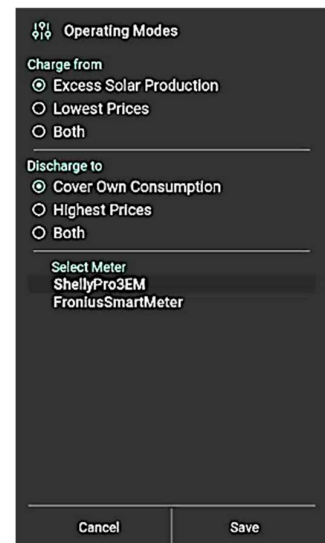 Operating Modes
Charge from
Excess Solar Production
Lowest Prices
Both
Discharge to
Cover Own Consumption
Highest Prices
Both
Select Meter
ShellyPro3EM
FroniusSmartMeter
Cancel Save